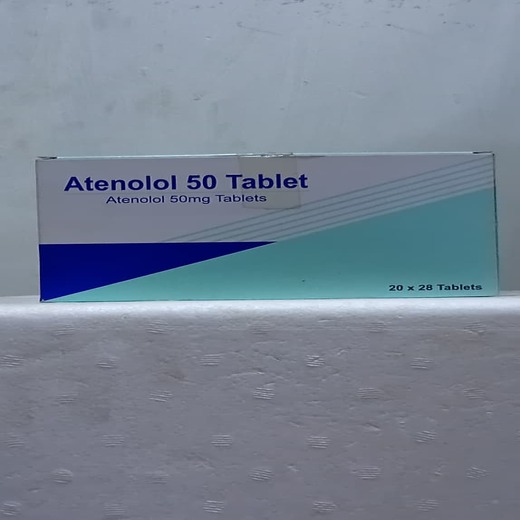 Atenolol 50 Tablet
Atenolol 50mg Tablets
20 x 28 Tablets